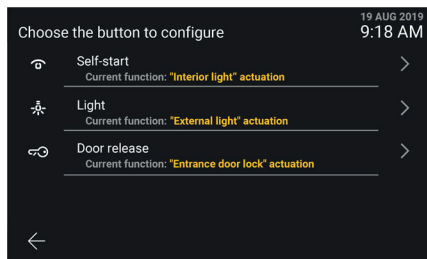 19 AUG 2019
Choose the button to configure
9:18 AM
Self-start
Current function: "Interior light" actuation
Light
Current function: "External light" actuation
Door release
Current function: "Entrance door lock" actuation